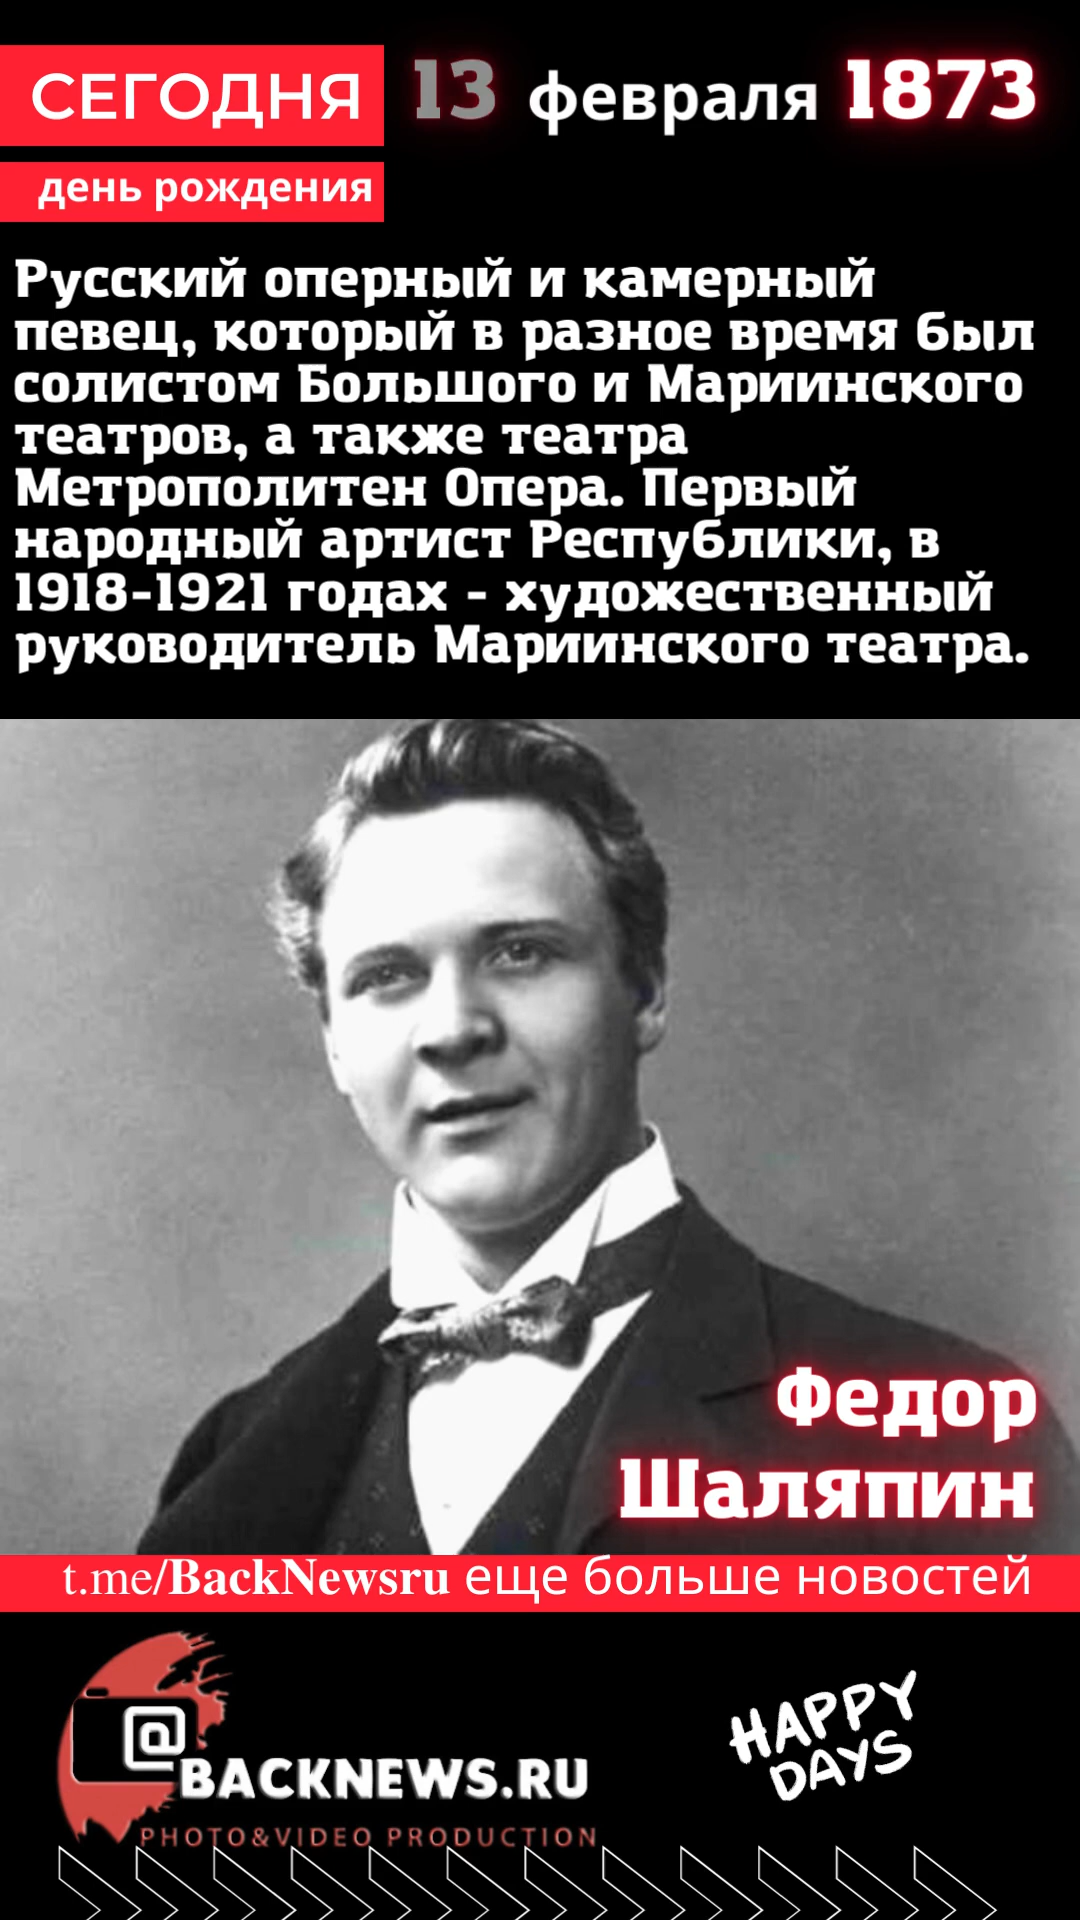 СЕГОДНЯ 13 февраля 1873
день рождения
Русский оперный и камерный
певец, который в разное время был
солистом Большого и Мариинского
театров, а также театра
Метрополитен Опера. Первый
народный артист Республики, в
1918-1921 годах - художественный
руководитель Мариинского театра.
Федор
Шаляпин
t.me/BackNewsru еще больше новостей
@BACKNEWS.RU
PHOTO&VIDEO PRODUCTION
HAPPY
DAYS